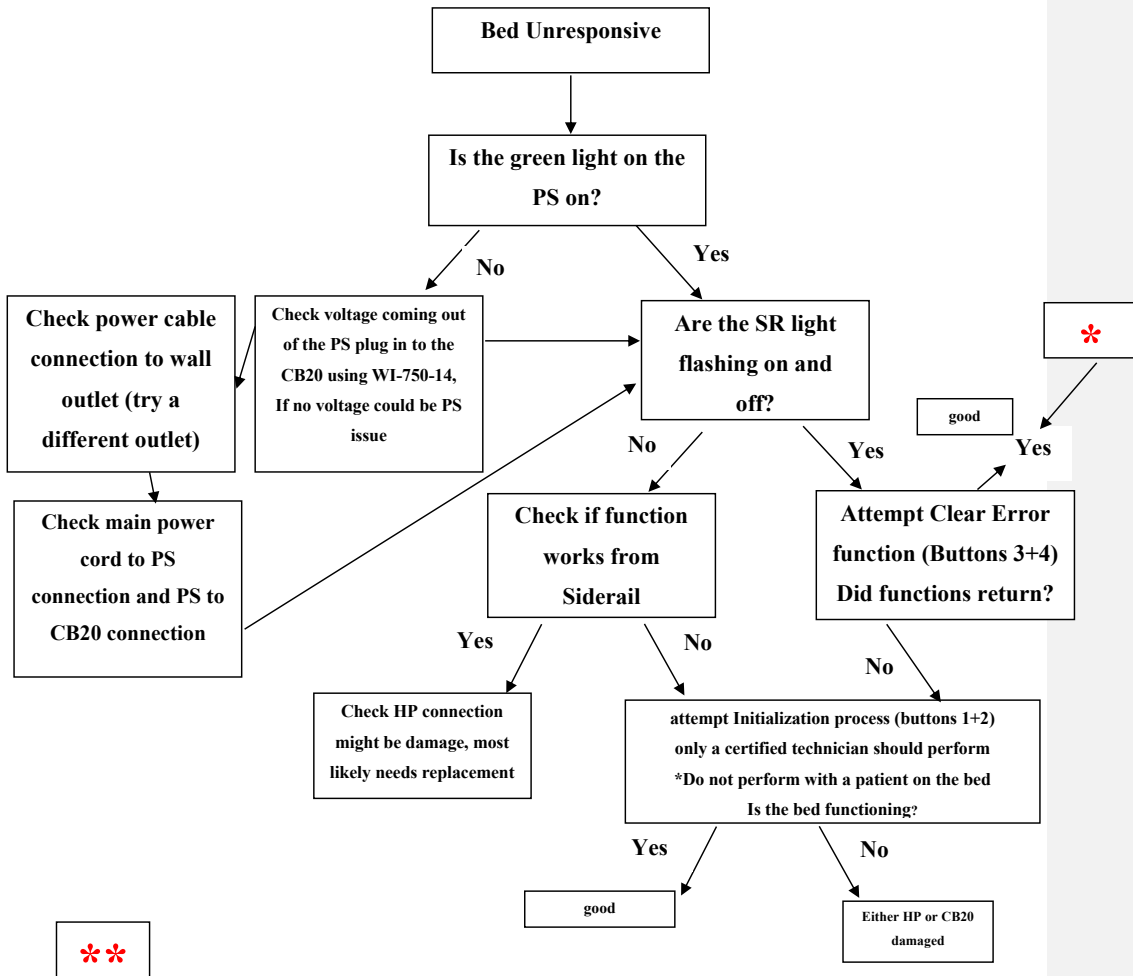 Bed Unresponsive
Is the green light on the
PS on?
No
Yes
Check power cable
connection to wall
outlet (try a
different outlet)
Check voltage coming out
of the PS plug in to the
CB20 using WI-750-14,
If no voltage could be PS
issue
Are the SR light
flashing on and
off?
*
good
Yes
No
Yes
Check main power
cord to PS
connection and PS to
CB20 connection
Check if function
works from
Siderail
Attempt Clear Error
function (Buttons 3+4)
Did functions return?
Yes
No
No
Check HP connection
might be damage, most
likely needs replacement
attempt Initialization process (buttons 1+2)
only a certified technician should perform
*Do not perform with a patient on the bed
Is the bed functioning?
Yes
No
good
Either HP or CB20
damaged
**